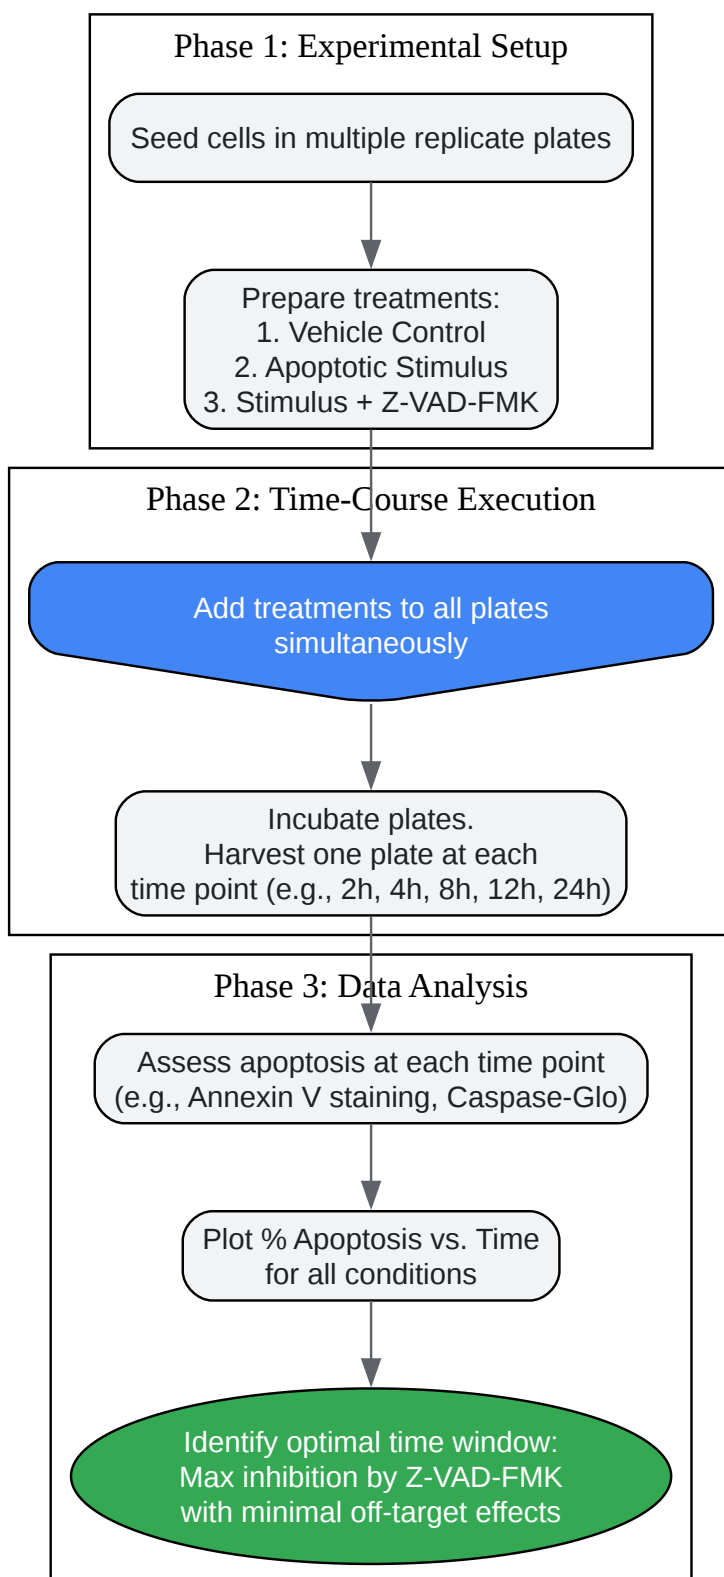 Phase 1: Experimental Setup
Seed cells in multiple replicate plates
Prepare treatments:
1. Vehicle Control
2. Apoptotic Stimulus
3. Stimulus + Z-VAD-FMK
Phase 2: Time-Course Execution
Add treatments to all plates
simultaneously
Incubate plates.
Harvest one plate at each
time point (e.g., 2h, 4h, 8h, 12h, 24h)
Phase 3: Data Analysis
Assess apoptosis at each time point
(e.g., Annexin V staining, Caspase-Glo)
Plot % Apoptosis vs. Time
for all conditions
Identify optimal time window:
Max inhibition by Z-VAD-FMK
with minimal off-target effects